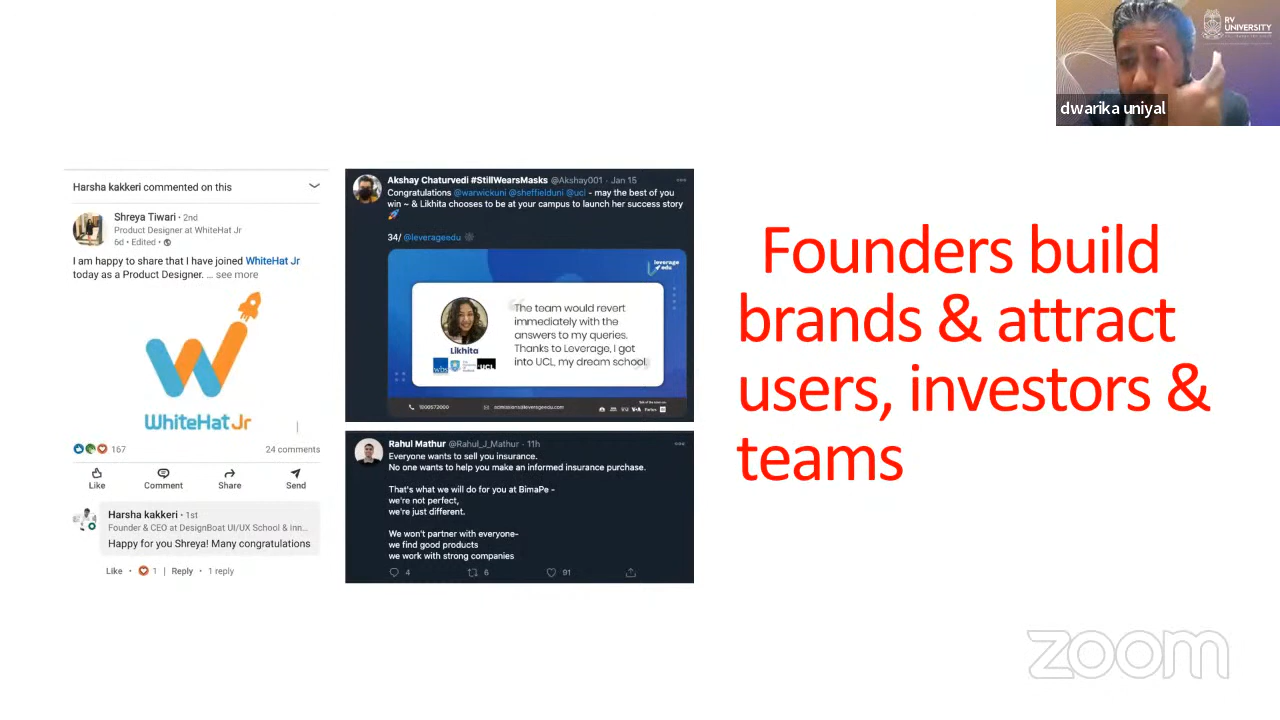 RV
UNIVERSITY
dwarika uniyal
Harsha kakkeri commented on this
Shreya Tiwari • 2nd
Product Designer at WhiteHat Jr
6d • Edited •
I am happy to share that I have joined WhiteHat Jr
today as a Product Designer. ... see more
WhiteHat Jr
167
24 comments
Like
Comment
Share
Send
Harsha kakkeri • 1st
Founder & CEO at DesignBoat UI/UX School & Inn...
Happy for you Shreya! Many congratulations
Like • 1 | Reply • 1 reply
Akshay Chaturvedi #StillWearsMasks @Akshay001 · Jan 15
Congratulations @warwickuni @sheffielduni @ucl - may the best of you
win ~ & Likhita chooses to be at your campus to launch her success story
34/ @leverageedu
leverage
edu
The team would revert
immediately with the
answers to my queries.
Thanks to Leverage, I got
into UCL, my dream school.
Likhita
wbs
UCL
1800572000
admissions@leverageedu.com
Rahul Mathur @Rahul_J_Mathur · 11h
Everyone wants to sell you insurance.
No one wants to help you make an informed insurance purchase.
That's what we will do for you at BimaPe -
we're not perfect,
we're just different.
We won't partner with everyone-
we find good products
we work with strong companies
4
6
91
Founders build
brands & attract
users, investors &
teams
zoom